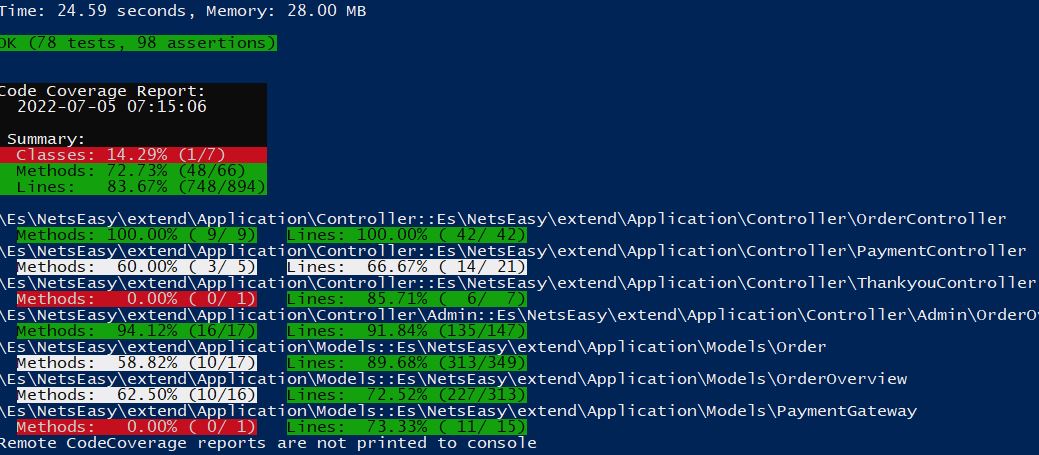 Time: 24.59 seconds, Memory: 28.00 MB
OK (78 tests, 98 assertions)
Code Coverage Report:
2022-07-05 07:15:06
Summary:
Classes: 14.29% (1/7)
Methods: 72.73% (48/66)
Lines: 83.67% (748/894)
\Es\NetsEasy\extend\Application\Controller::Es\NetsEasy\extend\Application\Controller\OrderController
Methods: 100.00% ( 9/ 9) Lines: 100.00% ( 42/ 42)
\Es\NetsEasy\extend\Application\Controller::Es\NetsEasy\extend\Application\Controller\PaymentController
Methods: 60.00% ( 3/ 5) Lines: 66.67% ( 14/ 21)
\Es\NetsEasy\extend\Application\Controller::Es\NetsEasy\extend\Application\Controller\ThankyouController
Methods: 0.00% ( 0/ 1) Lines: 85.71% ( 6/ 7)
\Es\NetsEasy\extend\Application\Controller\Admin::Es\NetsEasy\extend\Application\Controller\Admin\OrderOv
Methods: 94.12% (16/17) Lines: 91.84% (135/147)
\Es\NetsEasy\extend\Application\Models::Es\NetsEasy\extend\Application\Models\Order
Methods: 58.82% (10/17) Lines: 89.68% (313/349)
\Es\NetsEasy\extend\Application\Models::Es\NetsEasy\extend\Application\Models\OrderOverview
Methods: 62.50% (10/16) Lines: 72.52% (227/313)
\Es\NetsEasy\extend\Application\Models::Es\NetsEasy\extend\Application\Models\PaymentGateway
Methods: 0.00% ( 0/ 1) Lines: 73.33% ( 11/ 15)
Remote CodeCoverage reports are not printed to console